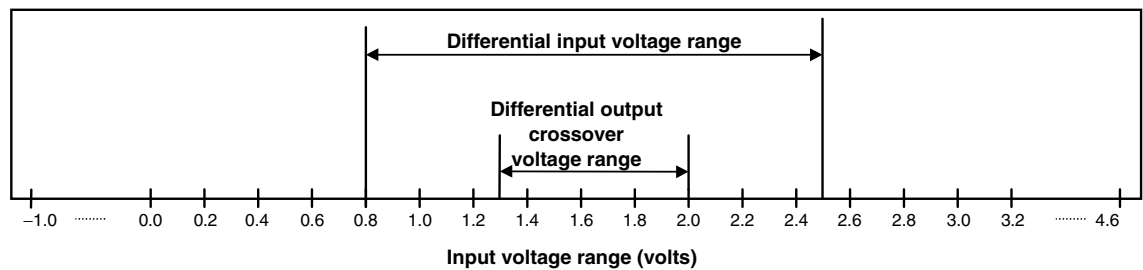 Differential input voltage range
Differential output
crossover
voltage range
−1.0 ......... 0.0 0.2 0.4 0.6 0.8 1.0 1.2 1.4 1.6 1.8 2.0 2.2 2.4 2.6 2.8 3.0 3.2 ......... 4.6
Input voltage range (volts)